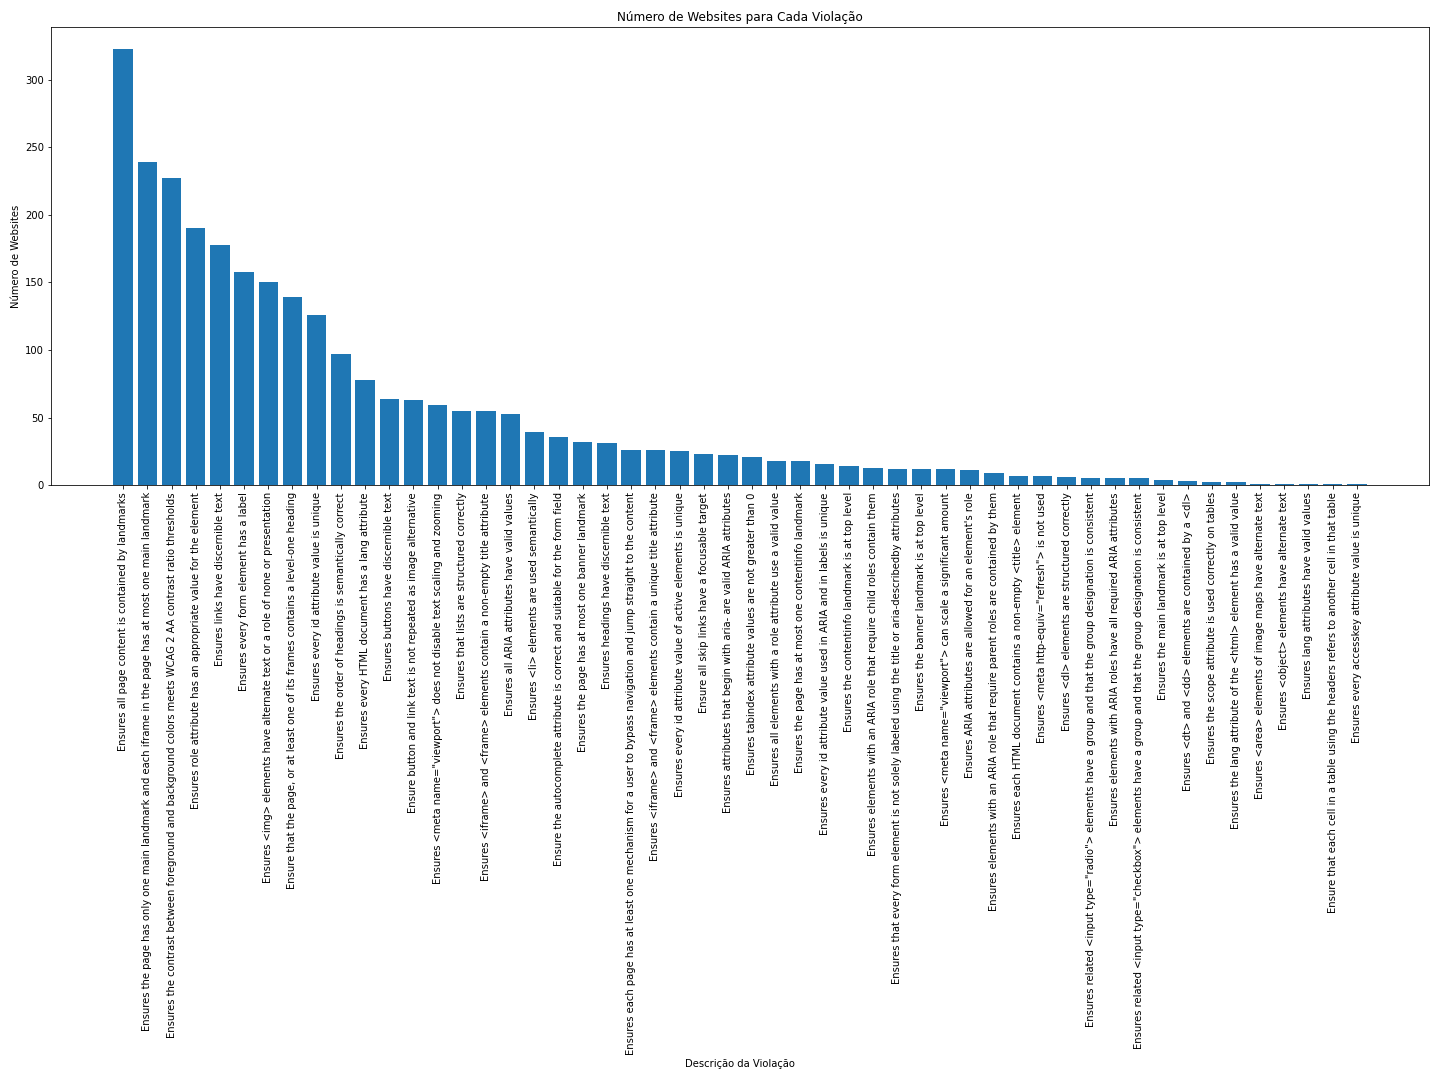 Número de Websites para Cada Violação
Número de Websites
300
250
200
150
100
50
0
Ensures all page content is contained by landmarks
Ensures the page has only one main landmark and each iframe in the page has at most one main landmark
Ensures the contrast between foreground and background colors meets WCAG 2 AA contrast ratio thresholds
Ensures role attribute has an appropriate value for the element
Ensures links have discernible text
Ensures every form element has a label
Ensures <img> elements have alternate text or a role of none or presentation
Ensure that the page, or at least one of its frames contains a level-one heading
Ensures every id attribute value is unique
Ensures the order of headings is semantically correct
Ensures every HTML document has a lang attribute
Ensures buttons have discernible text
Ensure button and link text is not repeated as image alternative
Ensures <meta name="viewport"> does not disable text scaling and zooming
Ensures that lists are structured correctly
Ensures <iframe> and <frame> elements contain a non-empty title attribute
Ensures all ARIA attributes have valid values
Ensures <li> elements are used semantically
Ensure the autocomplete attribute is correct and suitable for the form field
Ensures the page has at most one banner landmark
Ensures headings have discernible text
Ensures each page has at least one mechanism for a user to bypass navigation and jump straight to the content
Ensures <iframe> and <frame> elements contain a unique title attribute
Ensures every id attribute value of active elements is unique
Ensure all skip links have a focusable target
Ensures attributes that begin with aria- are valid ARIA attributes
Ensures tabindex attribute values are not greater than 0
Ensures all elements with a role attribute use a valid value
Ensures the page has at most one contentinfo landmark
Ensures every id attribute value used in ARIA and in labels is unique
Ensures the contentinfo landmark is at top level
Ensures elements with an ARIA role that require child roles contain them
Ensures that every form element is not solely labeled using the title or aria-describedby attributes
Ensures the banner landmark is at top level
Ensures <meta name="viewport"> can scale a significant amount
Ensures ARIA attributes are allowed for an element's role
Ensures elements with an ARIA role that require parent roles are contained by them
Ensures each HTML document contains a non-empty <title> element
Ensures <meta http-equiv="refresh"> is not used
Ensures <dl> elements are structured correctly
Ensures related <input type="radio"> elements have a group and that the group designation is consistent
Ensures elements with ARIA roles have all required ARIA attributes
Ensures related <input type="checkbox"> elements have a group and that the group designation is consistent
Ensures the main landmark is at top level
Ensures <dt> and <dd> elements are contained by a <dl>
Ensures the scope attribute is used correctly on tables
Ensures the lang attribute of the <html> element has a valid value
Ensures <area> elements of image maps have alternate text
Ensures <object> elements have alternate text
Ensures lang attributes have valid values
Ensure that each cell in a table using the headers refers to another cell in that table
Ensures every accesskey attribute value is unique
Descrição da Violação